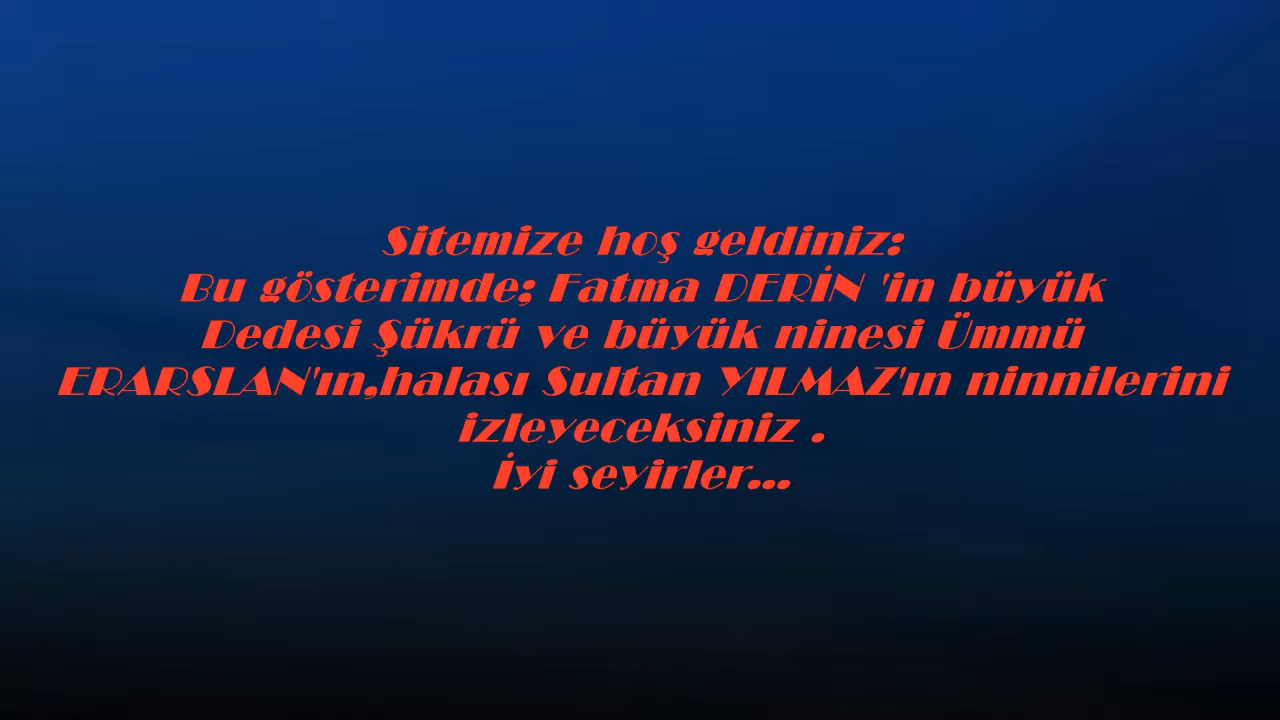 Sitemize hoş geldiniz:
Bu gösterimde; Fatma DERİN 'in büyük
Dedesi Şükrü ve büyük ninesi Ümmü
ERARSLAN'ın,halası Sultan YILMAZ'ın ninnilerini
izleyeceksiniz .
İyi seyirler...